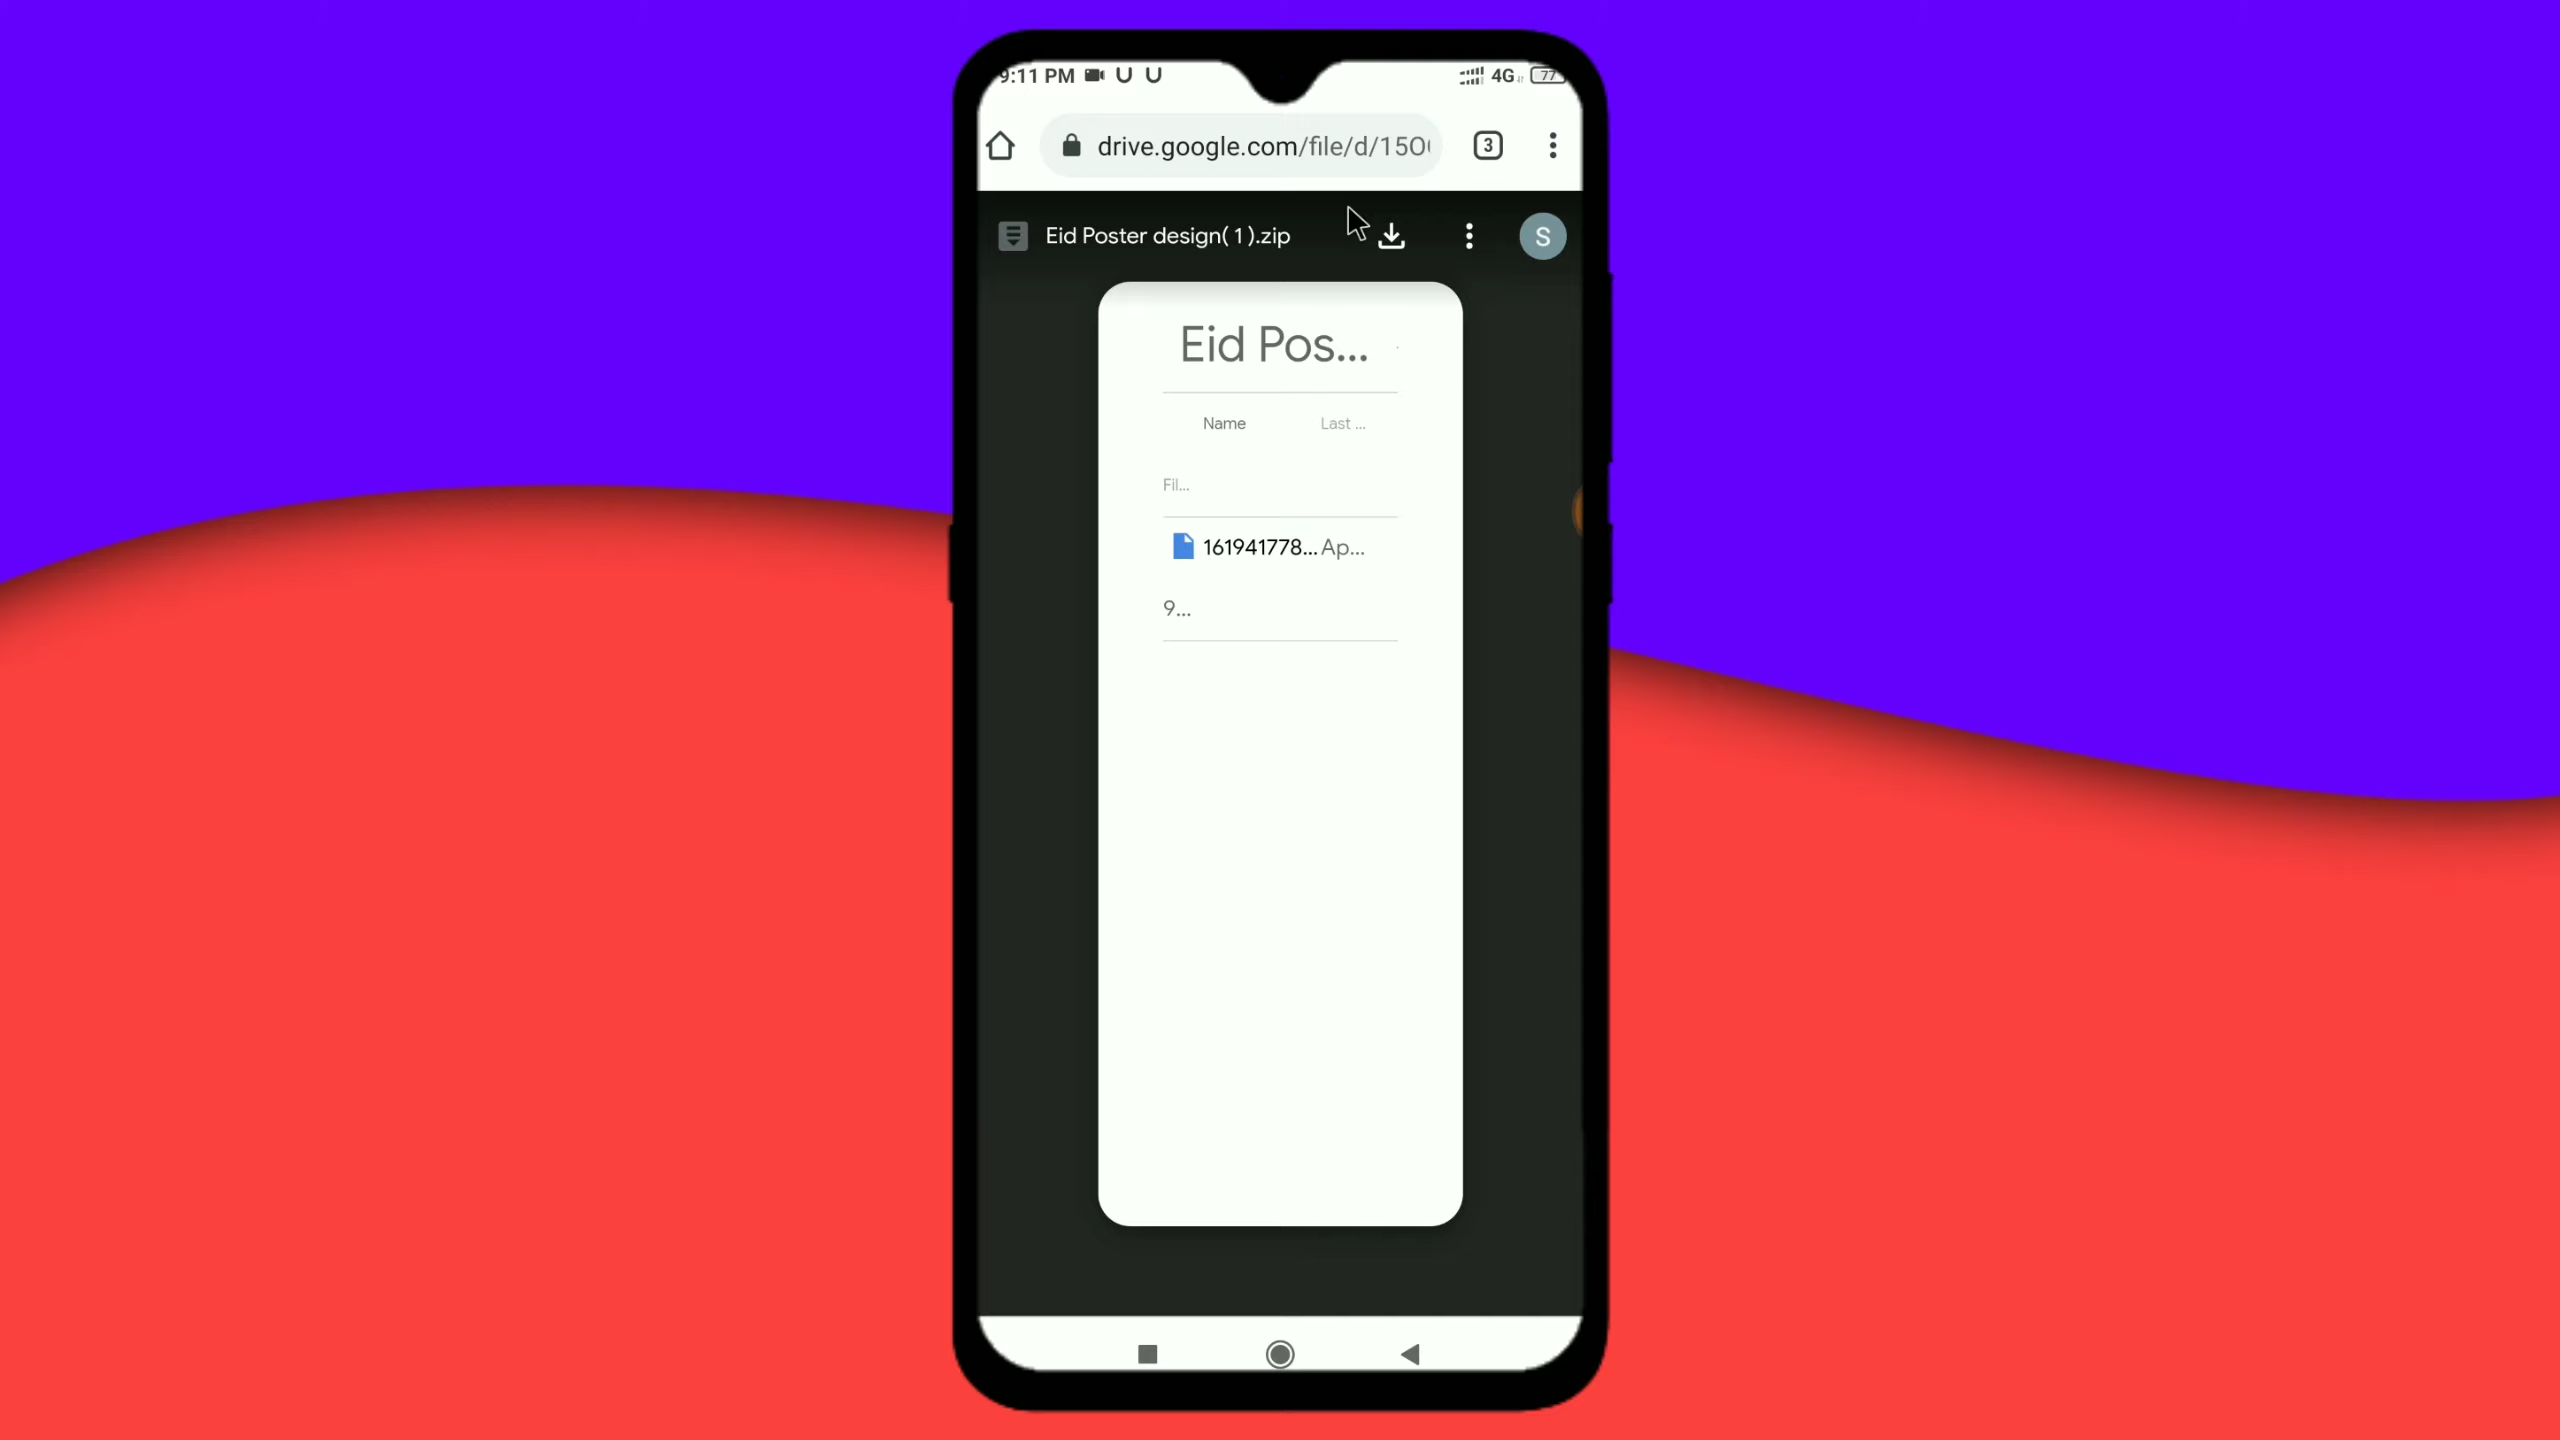 9:11 PM U U 4G 77
drive.google.com/file/d/150
3
Eid Poster design(1).zip
S
Eid Pos...
Name Last ...
Fil...
161941778... Ap...
9...